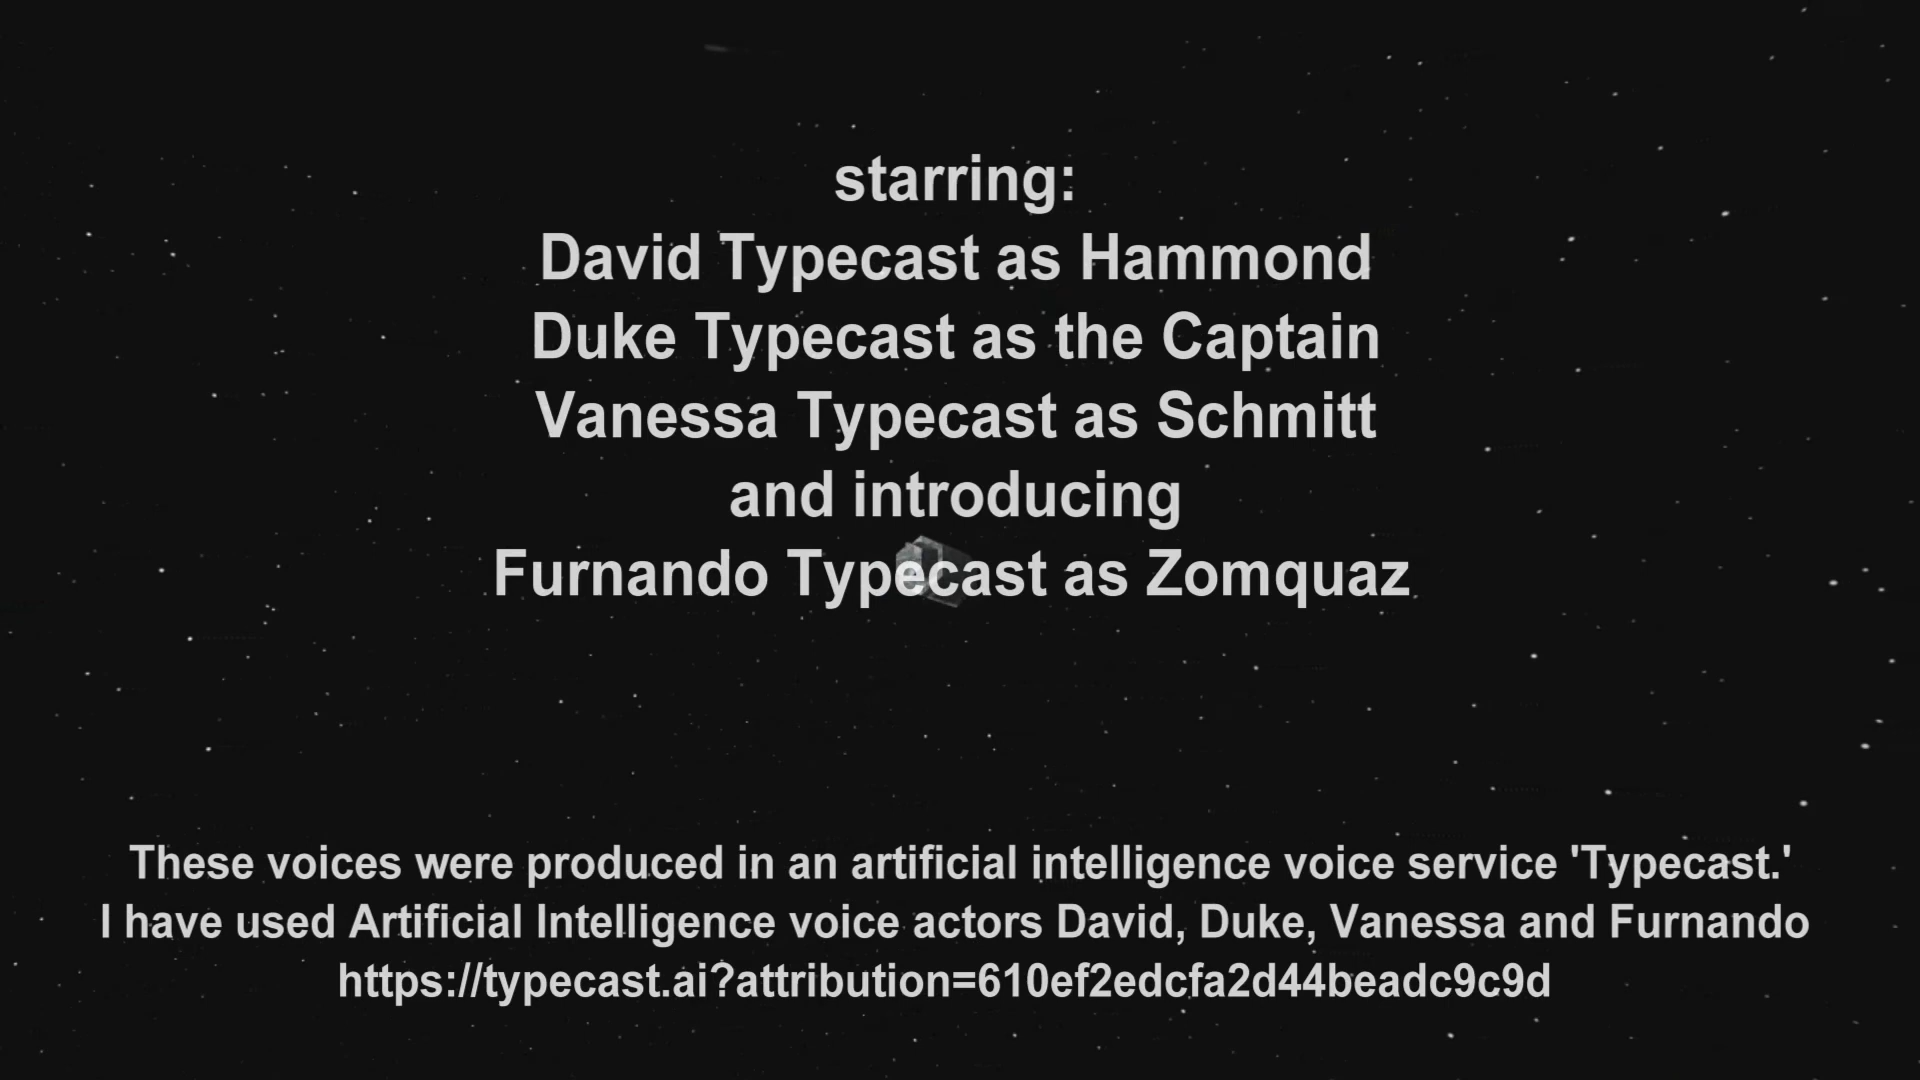 starring:
David Typecast as Hammond
Duke Typecast as the Captain
Vanessa Typecast as Schmitt
and introducing
Furnando Typecast as Zomquaz
These voices were produced in an artificial intelligence voice service 'Typecast.'
I have used Artificial Intelligence voice actors David, Duke, Vanessa and Furnando
https://typecast.ai?attribution=610ef2edcfa2d44beadc9c9d